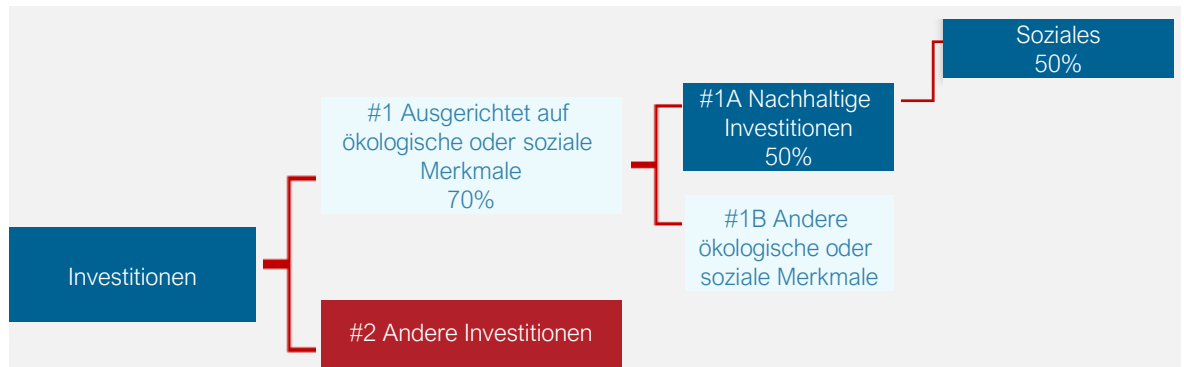 Soziales
50%
#1A Nachhaltige
Investitionen
50%
#1 Ausgerichtet auf
ökologische oder soziale
Merkmale
70%
#1B Andere
ökologische oder
soziale Merkmale
Investitionen
#2 Andere Investitionen